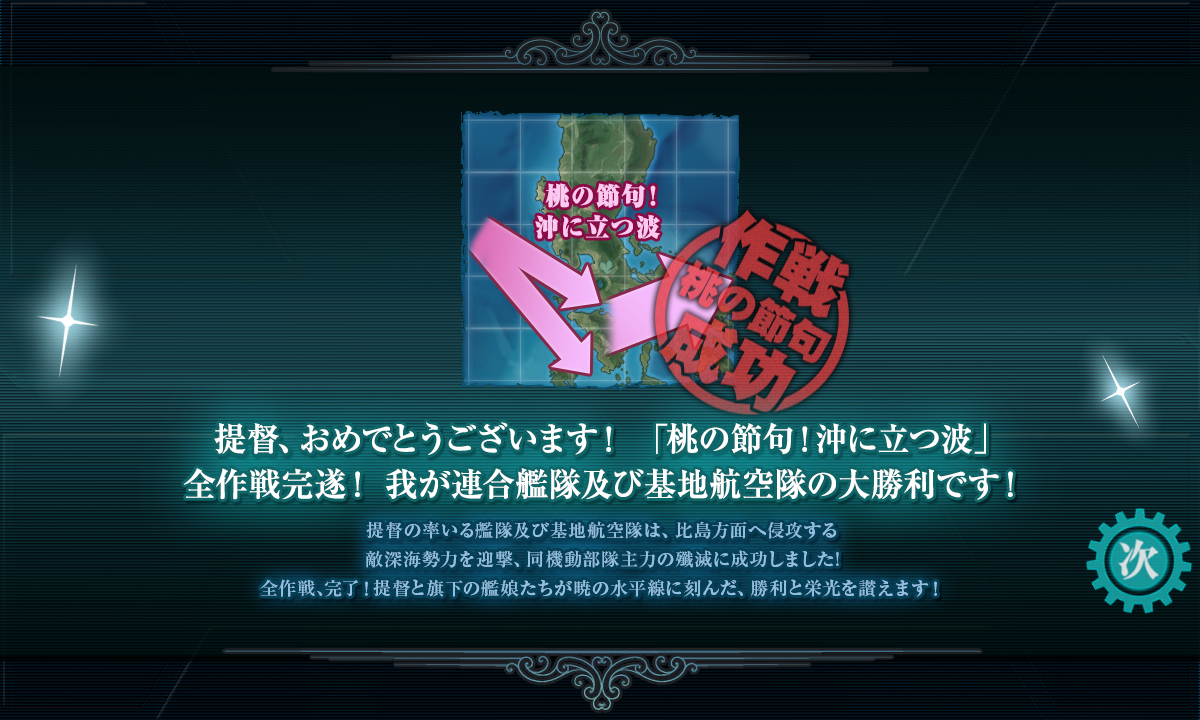 桃の節句！
沖に立つ波
作戦
桃の節句
成功
提督、おめでとうございます！ 「桃の節句！沖に立つ波」
全作戦完遂！ 我が連合艦隊及び基地航空隊の大勝利です！
提督の率いる艦隊及び基地航空隊は、比島方面へ侵攻する
敵深海勢力を迎撃、同機動部隊主力の殲滅に成功しました!
全作戦、完了！提督と旗下の艦娘たちが暁の水平線に刻んだ、勝利と栄光を讃えます！
次